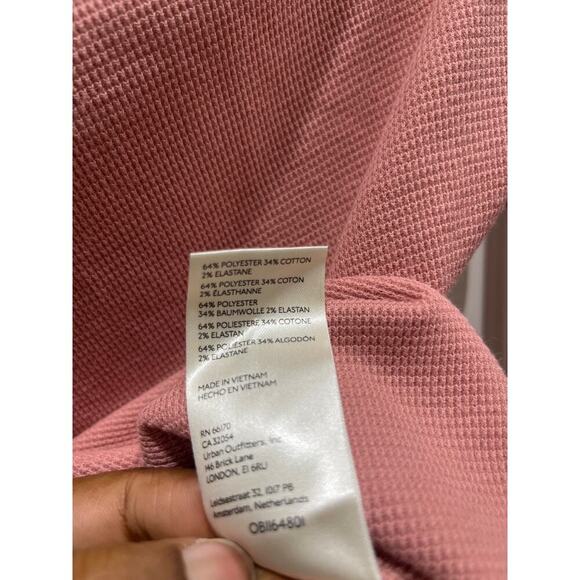 64% POLYESTER 34% COTTON
2% ELASTANE
64% POLYESTER 34% COTON
2% ÉLASTHANNE
64% POLYESTER
34% BAUMWOLLE 2% ELASTAN
64% POLIESTERE 34% COTONE
2% ELASTAN
64% POLYESTER 34% ALGODÓN
2% ELASTANE
MADE IN VIETNAM
HECHO EN VIETNAM
RN 66170
CA 32054
Urban Outfitters, Inc.
146 Brick Lane
LONDON, E1 6RU
Leidsestraat 32, 1017 PB
Amsterdam, Netherlands
OB1164801